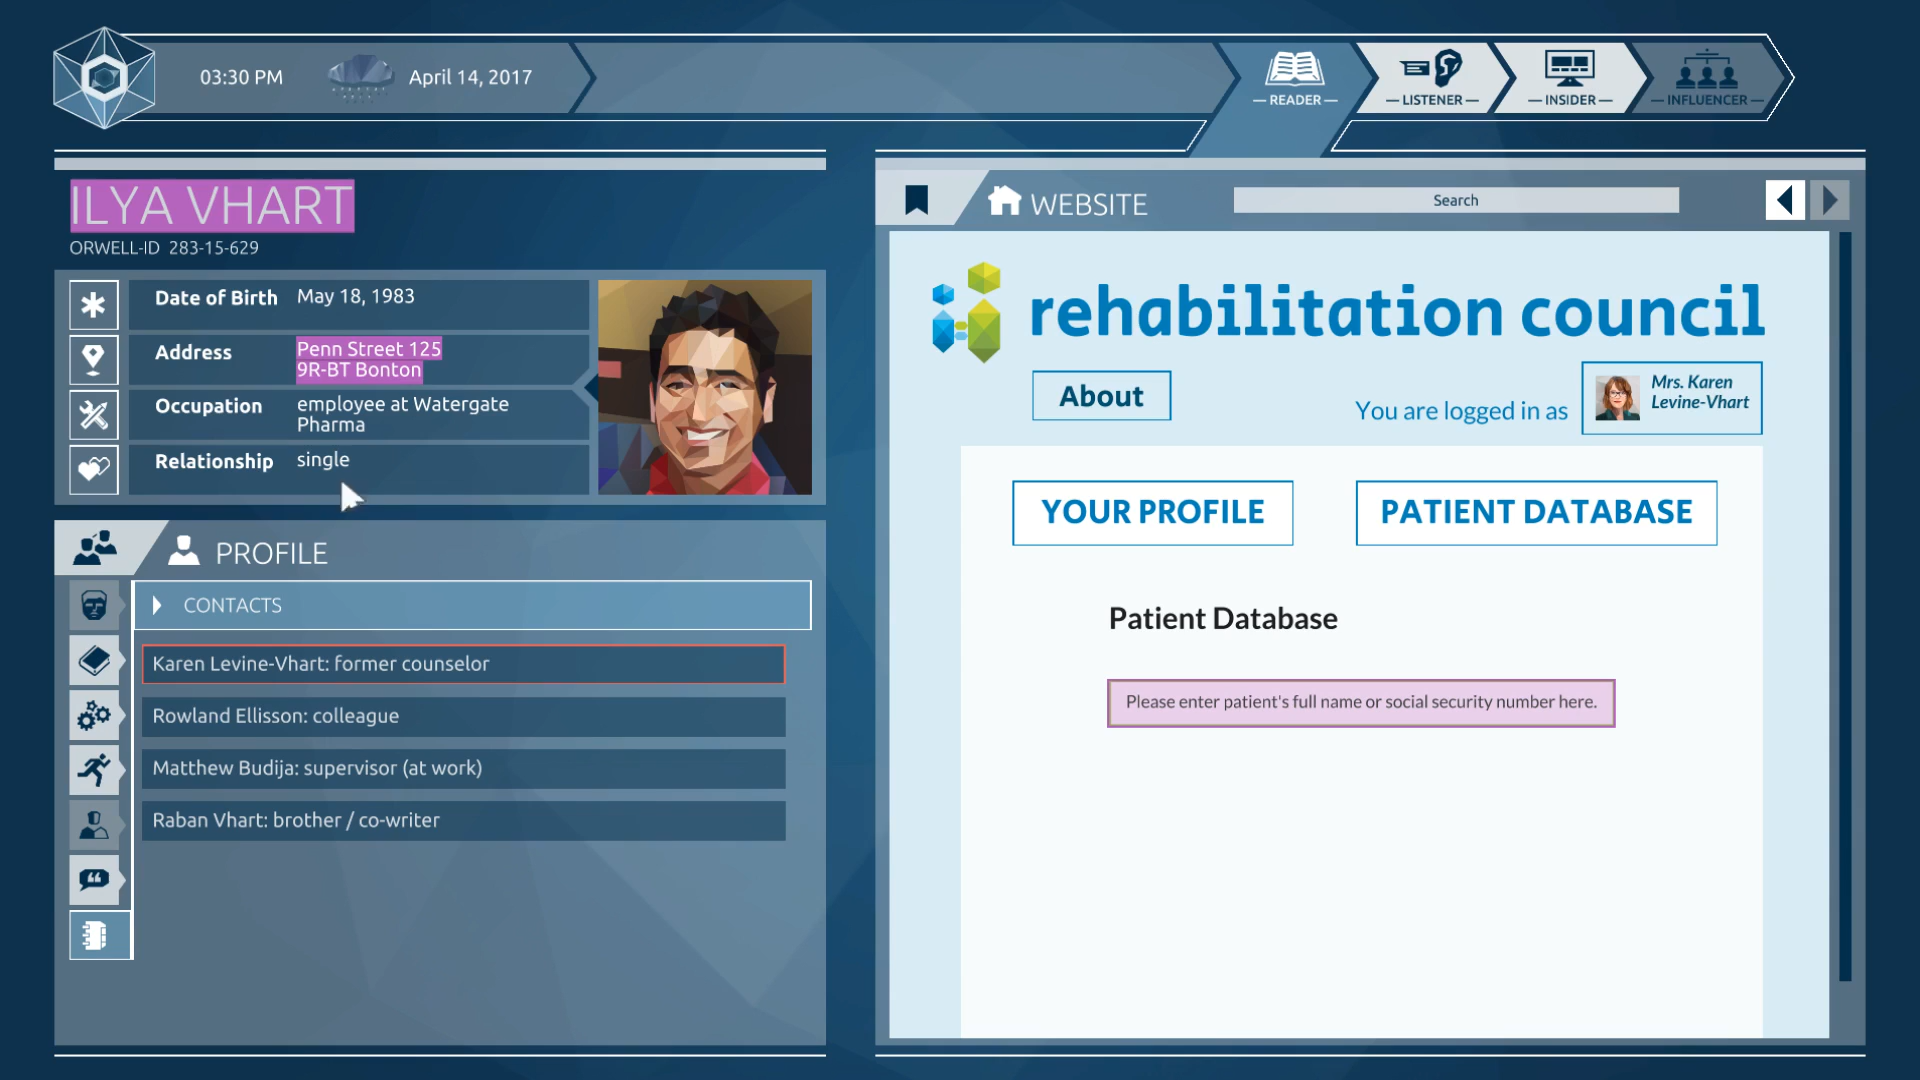 03:30 PM
April 14, 2017
READER
LISTENER
INSIDER
INFLUENCER
ILYA VHART
ORWELL-ID 283-15-629
Date of Birth May 18, 1983
Address Penn Street 125
9R-BT Bonton
Occupation employee at Watergate
Pharma
Relationship single
PROFILE
CONTACTS
Karen Levine-Vhart: former counselor
Rowland Ellisson: colleague
Matthew Budija: supervisor (at work)
Raban Vhart: brother / co-writer
WEBSITE
Search
rehabilitation council
About
You are logged in as
Mrs. Karen
Levine-Vhart
YOUR PROFILE
PATIENT DATABASE
Patient Database
Please enter patient's full name or social security number here.